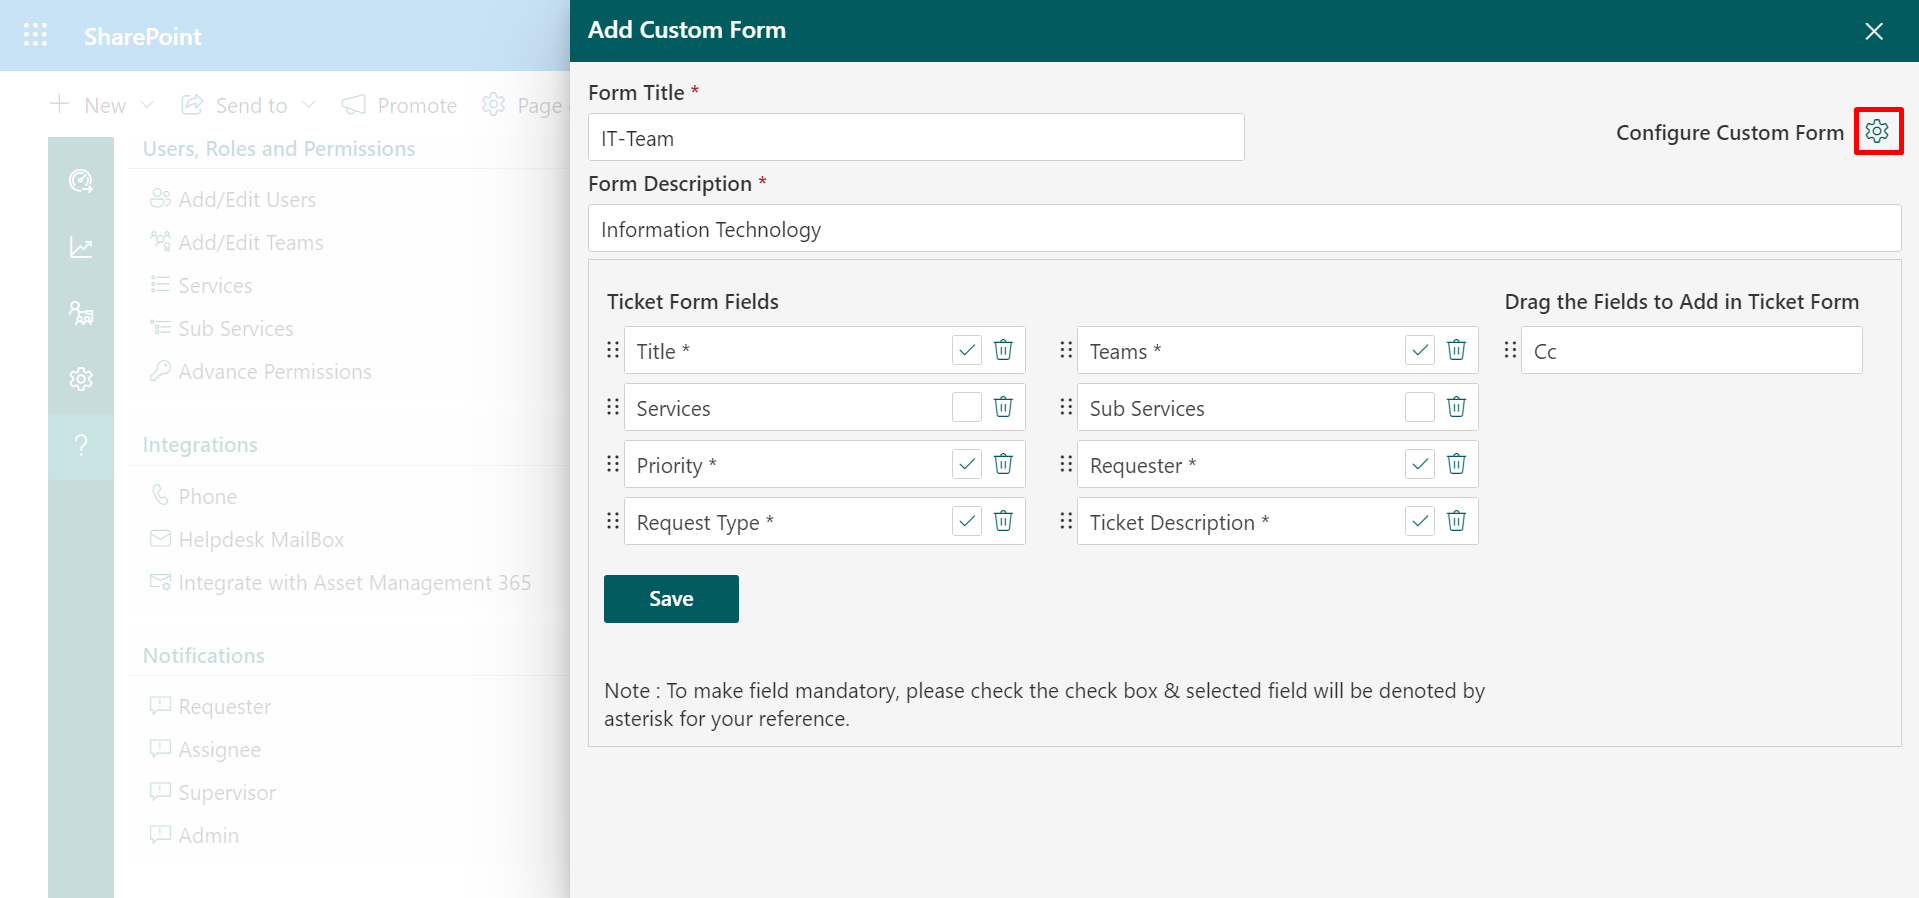 SharePoint
Add Custom Form
New
Send to
Promote
Page
Form Title *
IT-Team
Configure Custom Form
Form Description *
Information Technology
Users, Roles and Permissions
Add/Edit Users
Add/Edit Teams
Services
Sub Services
Advance Permissions
Integrations
Phone
Helpdesk MailBox
Integrate with Asset Management 365
Notifications
Requester
Assignee
Supervisor
Admin
Ticket Form Fields
Drag the Fields to Add in Ticket Form
Title *
Teams *
Cc
Services
Sub Services
Priority *
Requester *
Request Type *
Ticket Description *
Save
Note : To make field mandatory, please check the check box & selected field will be denoted by
asterisk for your reference.